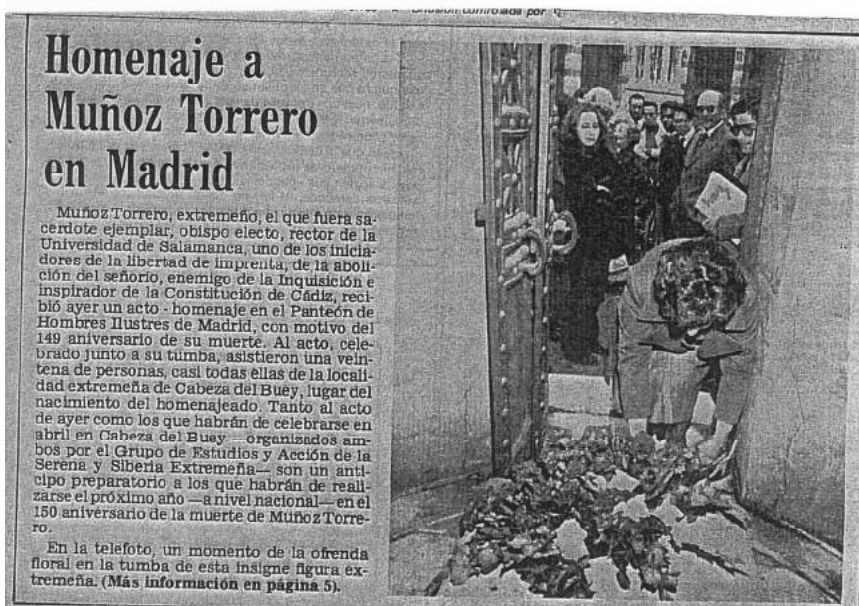 Difusión controlada por
Homenaje a
Muñoz Torrero
en Madrid
Muñoz Torrero, extremeño, el que fuera sa-
cerdote ejemplar, obispo electo, rector de la
Universidad de Salamanca, uno de los inicia-
dores de la libertad de imprenta, de la aboli-
ción del señorío, enemigo de la Inquisición e
inspirador de la Constitución de Cádiz, reci-
bió ayer un acto - homenaje en el Panteón de
Hombres Ilustres de Madrid, con motivo del
149 aniversario de su muerte. Al acto, cele-
brado junto a su tumba, asistieron una vein-
tena de personas, casi todas ellas de la locali-
dad extremeña de Cabeza del Buey, lugar del
nacimiento del homenajeado. Tanto al acto
de ayer como los que habrán de celebrarse en
abril en Cabeza del Buey —organizados am-
bos por el Grupo de Estudios y Acción de la
Serena y Siberia Extremeña— son un anti-
cipo preparatorio a los que habrán de reali-
zarse el próximo año —a nivel nacional— en el
150 aniversario de la muerte de Muñoz Torre-
ro.
En la telefoto, un momento de la ofrenda
floral en la tumba de esta insigne figura ex-
tremeña. (Más información en página 5).